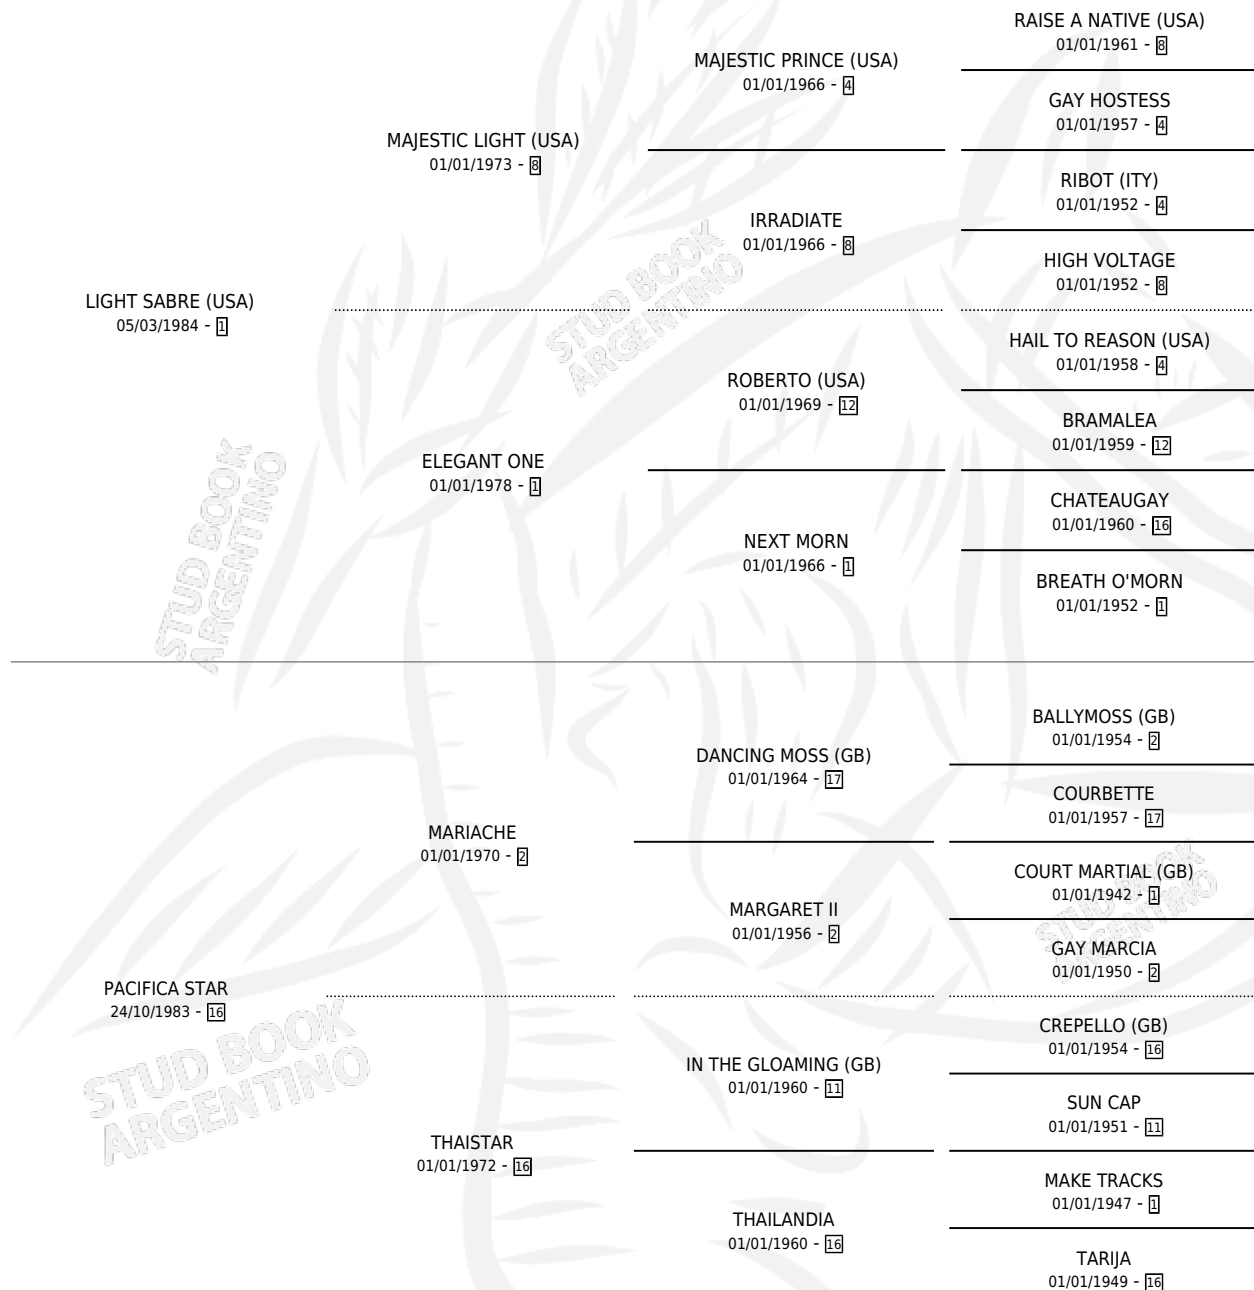 RAISE A NATIVE (USA)
01/01/1961 - 8
MAJESTIC PRINCE (USA)
01/01/1966 - 4
GAY HOSTESS
01/01/1957 - 4
MAJESTIC LIGHT (USA)
01/01/1973 - 8
RIBOT (ITY)
01/01/1952 - 4
IRRADIATE
01/01/1966 - 8
HIGH VOLTAGE
01/01/1952 - 8
LIGHT SABRE (USA)
05/03/1984 - 1
HAIL TO REASON (USA)
01/01/1958 - 4
ROBERTO (USA)
01/01/1969 - 12
BRAMALEA
01/01/1959 - 12
ELEGANT ONE
01/01/1978 - 1
CHATEAUGAY
01/01/1960 - 16
NEXT MORN
01/01/1966 - 1
BREATH O'MORN
01/01/1952 - 1
BALLYMOSS (GB)
01/01/1954 - 2
DANCING MOSS (GB)
01/01/1964 - 17
COURBETTE
01/01/1957 - 17
MARIACHE
01/01/1970 - 2
COURT MARTIAL (GB)
01/01/1942 - 1
MARGARET II
01/01/1956 - 2
GAY MARCIA
01/01/1950 - 2
PACIFICA STAR
24/10/1983 - 16
CREPELLO (GB)
01/01/1954 - 16
IN THE GLOAMING (GB)
01/01/1960 - 11
SUN CAP
01/01/1951 - 11
THAISTAR
01/01/1972 - 16
MAKE TRACKS
01/01/1947 - 1
THAILANDIA
01/01/1960 - 16
TARIJA
01/01/1949 - 16
STUD BOOK
ARGENTINO
STUD BOOK
ARGENTINO
STUD BOOK
ARGENTINO
STUD BOOK
ARGENTINO